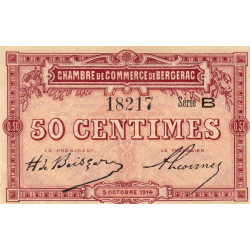 CHAMBRE DE COMMERCE DE BERGERAC
18217 Série B
0.50 50 CENTIMES 0.50
LE PRÉSIDENT LE TRÉSORIER
5 OCTOBRE 1914